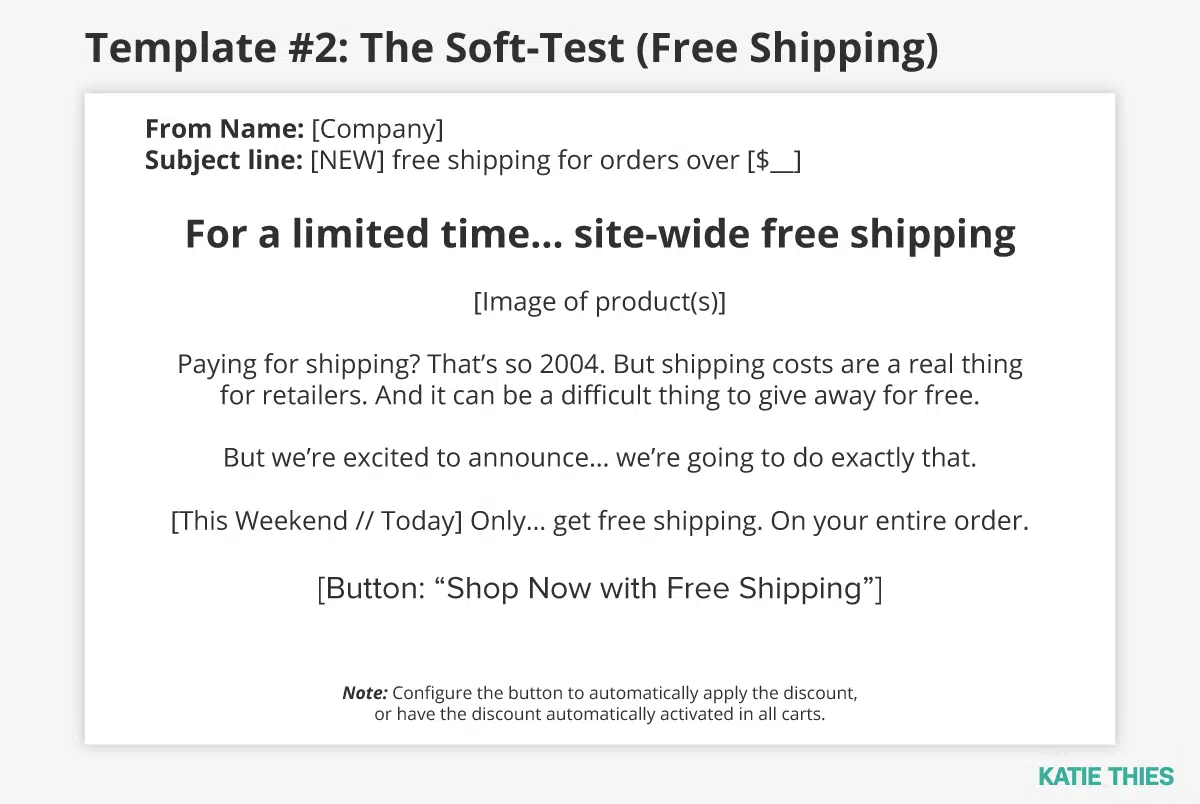 Template #2: The Soft-Test (Free Shipping)
From Name: [Company]
Subject line: [NEW] free shipping for orders over [$__]
For a limited time... site-wide free shipping
[Image of product(s)]
Paying for shipping? That’s so 2004. But shipping costs are a real thing
for retailers. And it can be a difficult thing to give away for free.
But we’re excited to announce... we’re going to do exactly that.
[This Weekend // Today] Only... get free shipping. On your entire order.
[Button: “Shop Now with Free Shipping”]
Note: Configure the button to automatically apply the discount,
or have the discount automatically activated in all carts.
KATIE THIES